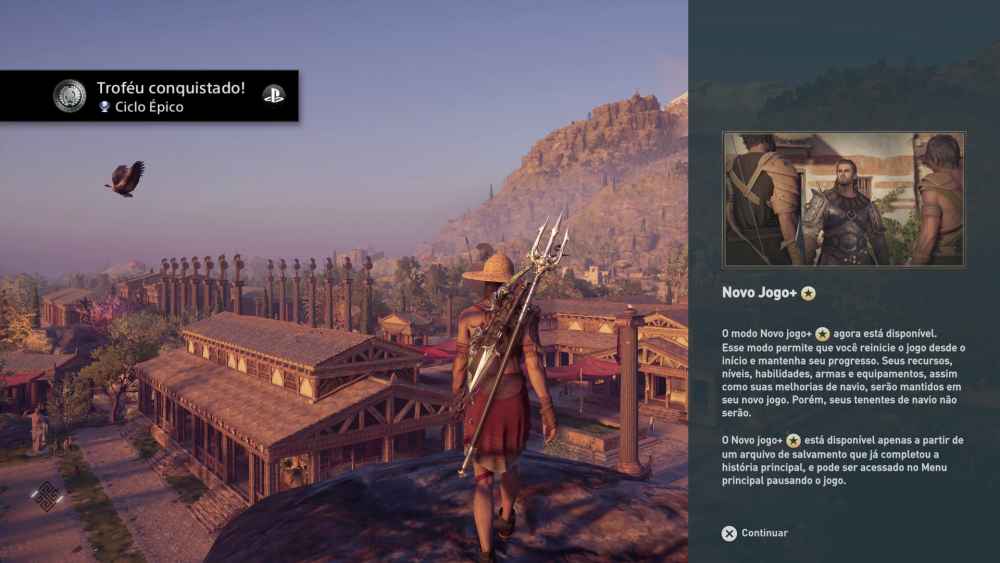 Troféu conquistado!
Ciclo Épico
Novo Jogo+
O modo Novo jogo+ agora está disponível.
Esse modo permite que você reinicie o jogo desde o
início e mantenha seu progresso. Seus recursos,
níveis, habilidades, armas e equipamentos, assim
como suas melhorias de navio, serão mantidos em
seu novo jogo. Porém, seus tenentes de navio não
serão.
O Novo jogo+ está disponível apenas a partir de
um arquivo de salvamento que já completou a
história principal, e pode ser acessado no Menu
principal pausando o jogo.
Continuar